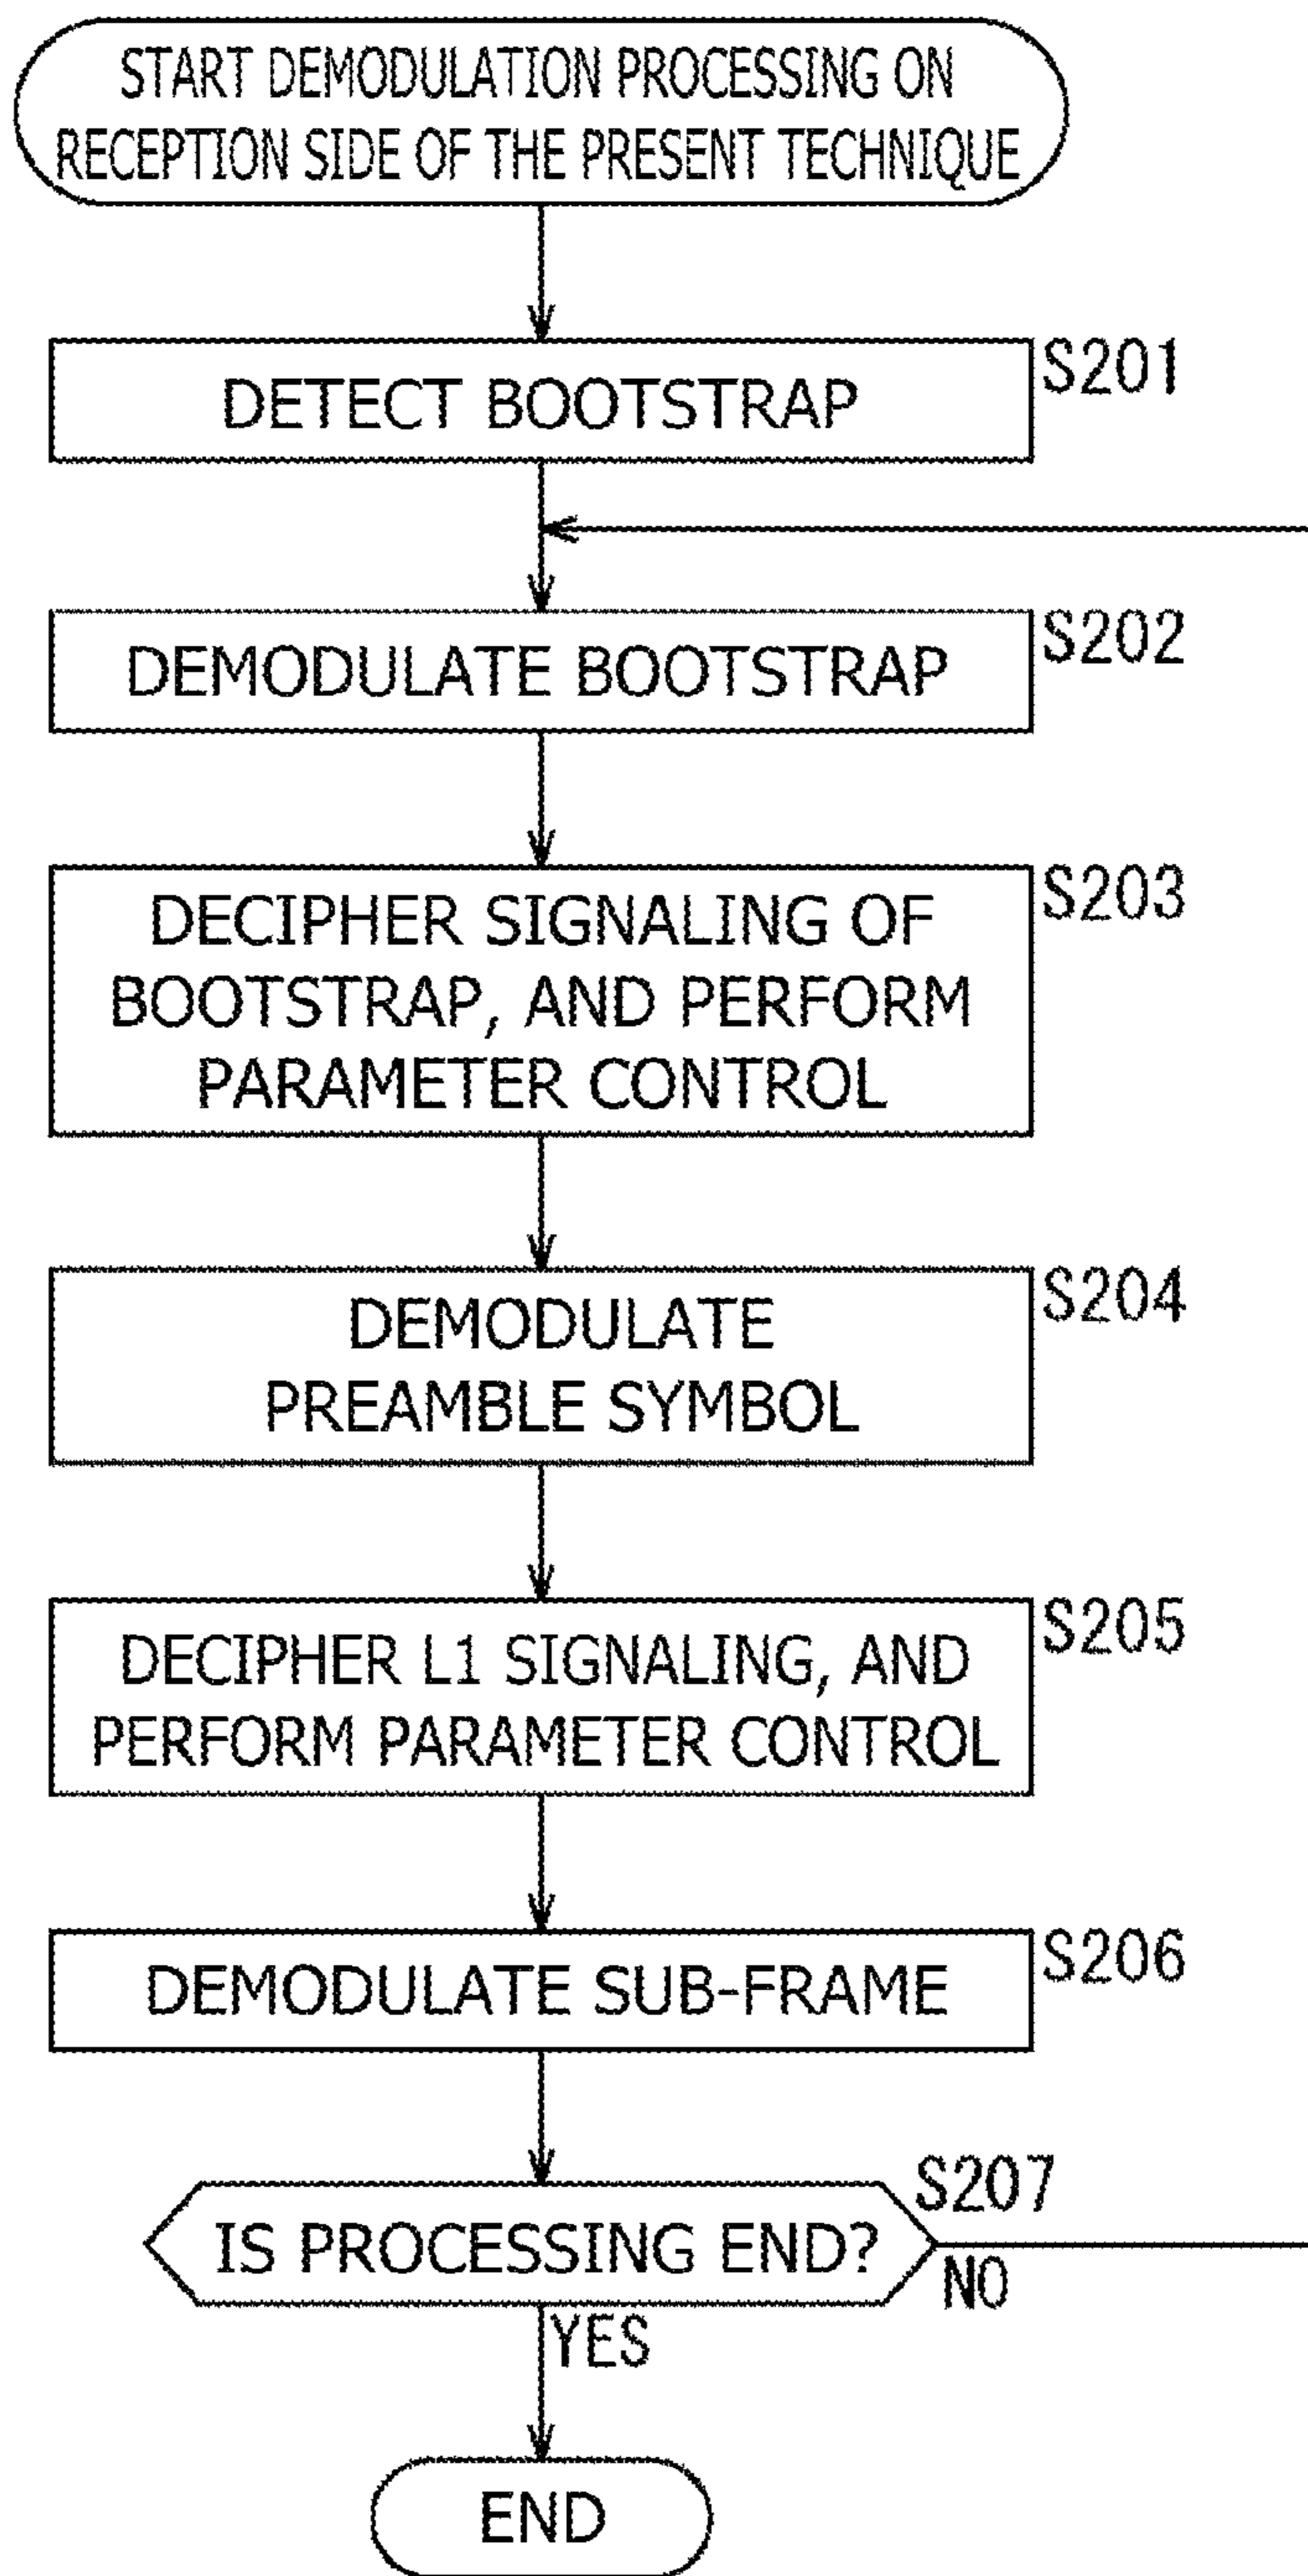 START DEMODULATION PROCESSING ON
RECEPTION SIDE OF THE PRESENT TECHNIQUE
DETECT BOOTSTRAP
S201
DEMODULATE BOOTSTRAP
S202
DECIPHER SIGNALING OF
BOOTSTRAP, AND PERFORM
PARAMETER CONTROL
S203
DEMODULATE
PREAMBLE SYMBOL
S204
DECIPHER L1 SIGNALING, AND
PERFORM PARAMETER CONTROL
S205
DEMODULATE SUB-FRAME
S206
IS PROCESSING END?
S207
NO
YES
END